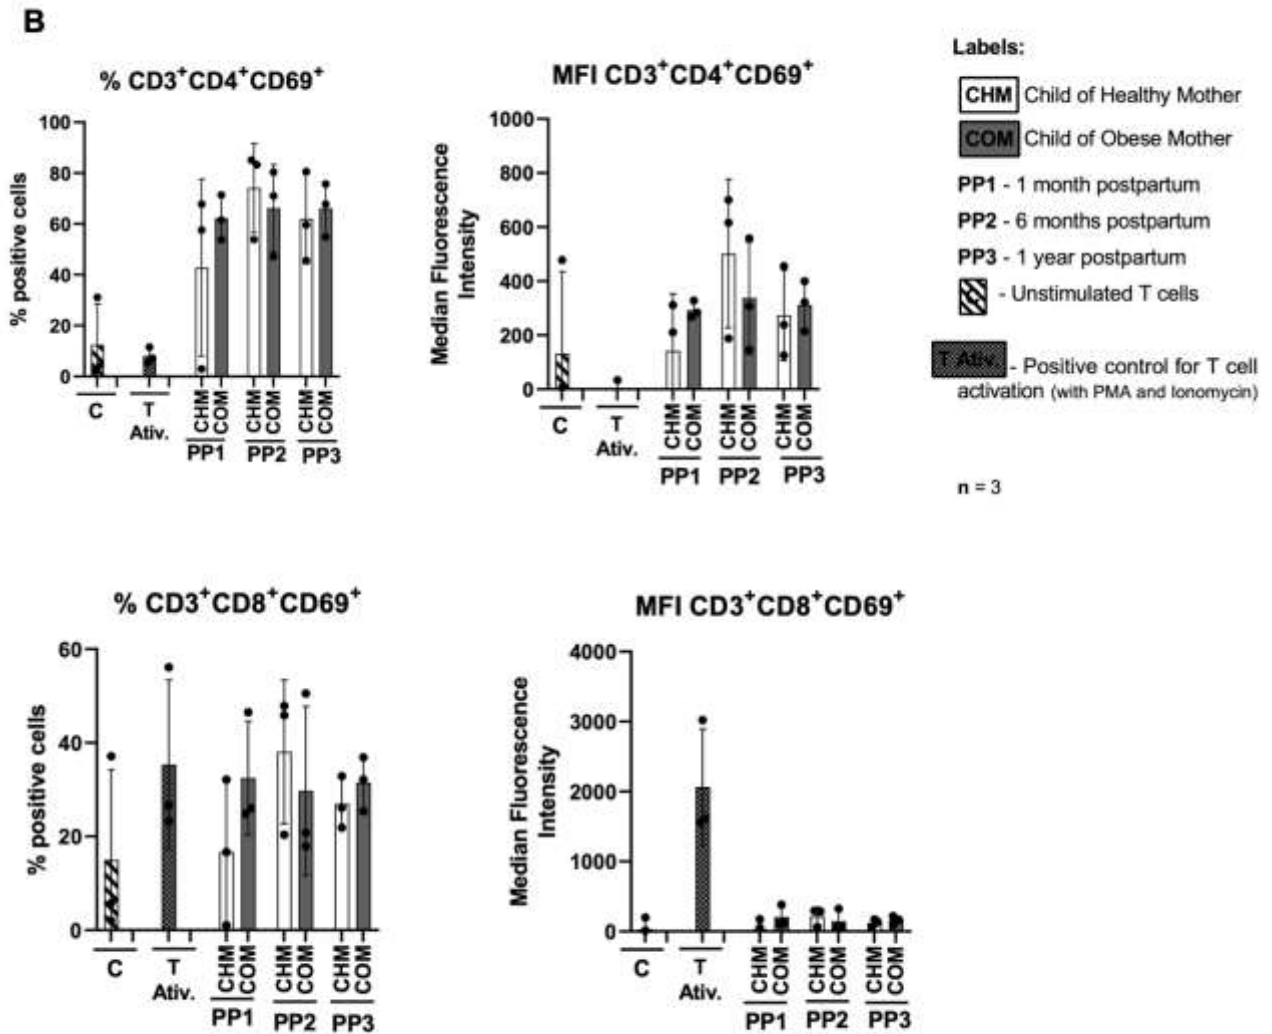 B
% CD3+CD4+CD69+
% positive cells
100
80
60
40
20
0
C
T
Ativ.
CHM
COM
CHM
COM
CHM
COM
PP1
PP2
PP3
MFI CD3+CD4+CD69+
Median Fluorescence
Intensity
1000
800
600
400
200
0
C
T
Ativ.
CHM
COM
CHM
COM
CHM
COM
PP1
PP2
PP3
Labels:
CHM Child of Healthy Mother
COM Child of Obese Mother
PP1 - 1 month postpartum
PP2 - 6 months postpartum
PP3 - 1 year postpartum
C - Unstimulated T cells
T Ativ. - Positive control for T cell
activation (with PMA and Ionomycin)
n = 3
% CD3+CD8+CD69+
% positive cells
60
40
20
0
C
T
Ativ.
CHM
COM
CHM
COM
CHM
COM
PP1
PP2
PP3
MFI CD3+CD8+CD69+
Median Fluorescence
Intensity
4000
3000
2000
1000
0
C
T
Ativ.
CHM
COM
CHM
COM
CHM
COM
PP1
PP2
PP3